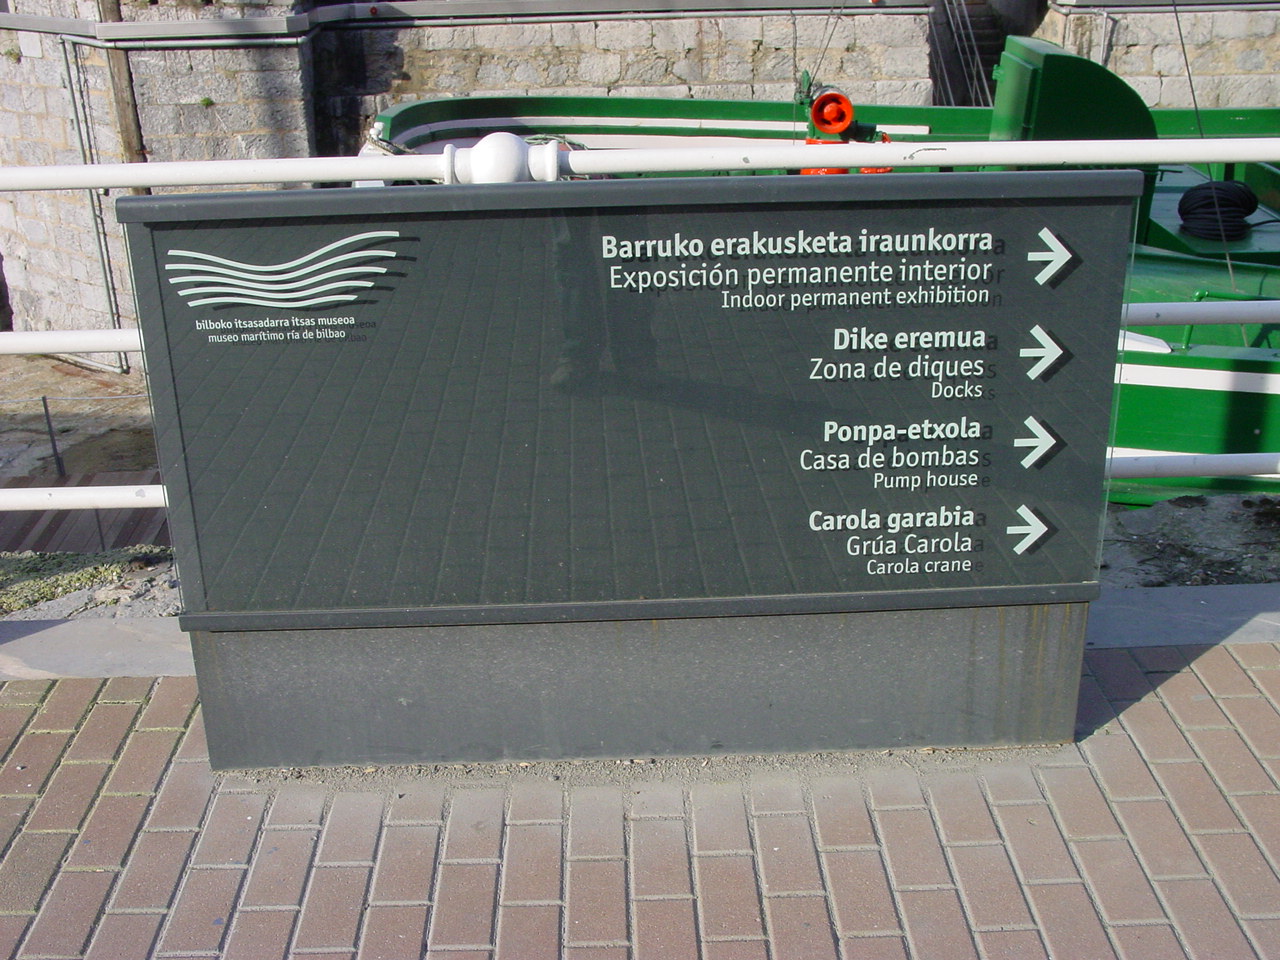 bilboko itsasadarra itsas museoa
museo marítimo ría de bilbao
Barruko erakusketa iraunkorra
Exposición permanente interior
Indoor permanent exhibition
Dike eremua
Zona de diques
Docks
Ponpa-etxola
Casa de bombas
Pump house
Carola garabia
Grúa Carola
Carola crane